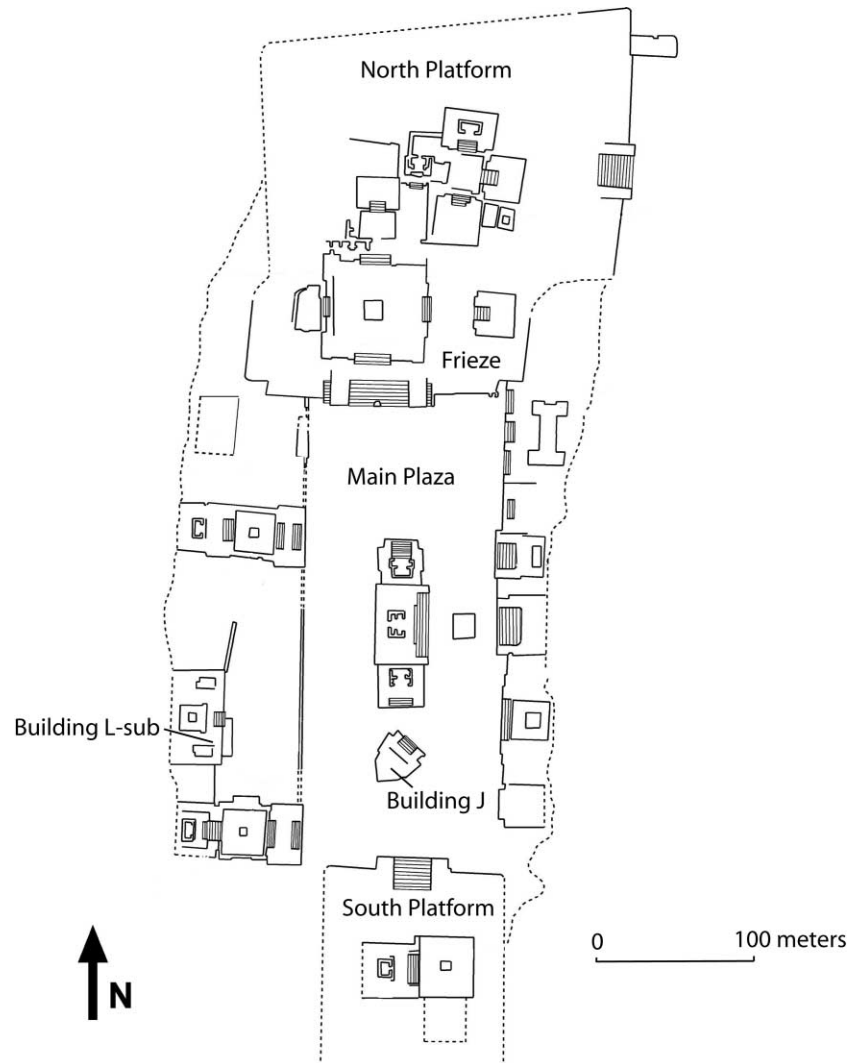 North Platform
Frieze
Main Plaza
Building L-sub
Building J
South Platform
0 100 meters
N